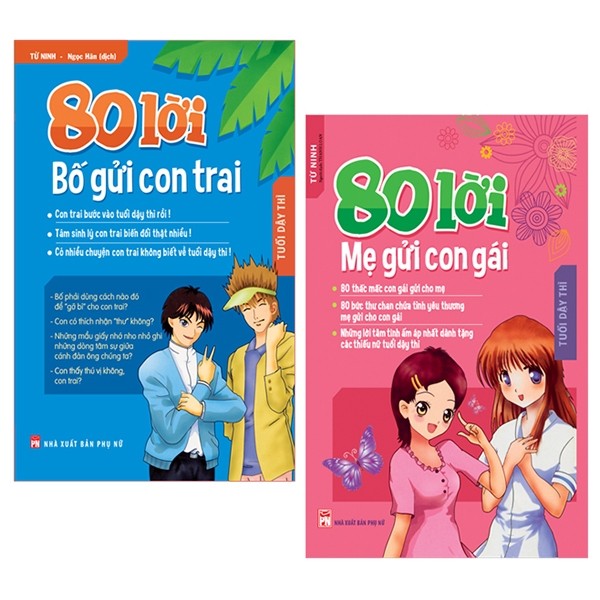 TỪ NINH - Ngọc Hân (dịch)
80 lời
Bố gửi con trai
• Con trai bước vào tuổi dậy thì rồi !
• Tâm sinh lý con trai biến đổi thật nhiều !
• Có nhiều chuyện con trai không biết về tuổi dậy thì !
TUỔI DẬY THÌ
- Bố phải dùng cách nào đó
để "gỡ bí" cho con trai?
- Con có thích nhận "thư" không?
- Những mẩu giấy nhớ nho nhỏ ghi
những dòng tâm sự giữa
cánh đàn ông chúng ta?
- Con thấy thú vị không,
con trai?
PN
NHÀ XUẤT BẢN PHỤ NỮ
TỪ NINH
80 lời
Mẹ gửi con gái
• 80 thắc mắc con gái gửi cho mẹ
• 80 bức thư chan chứa tình yêu thương
mẹ gửi cho con gái
• Những lời tâm tình ấm áp nhất dành tặng
các thiếu nữ tuổi dậy thì
TUỔI DẬY THÌ
PN
NHÀ XUẤT BẢN PHỤ NỮ